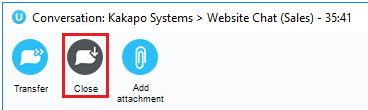 Conversation: Kakapo Systems > Website Chat (Sales) - 35:41
Transfer
Close
Add
attachment